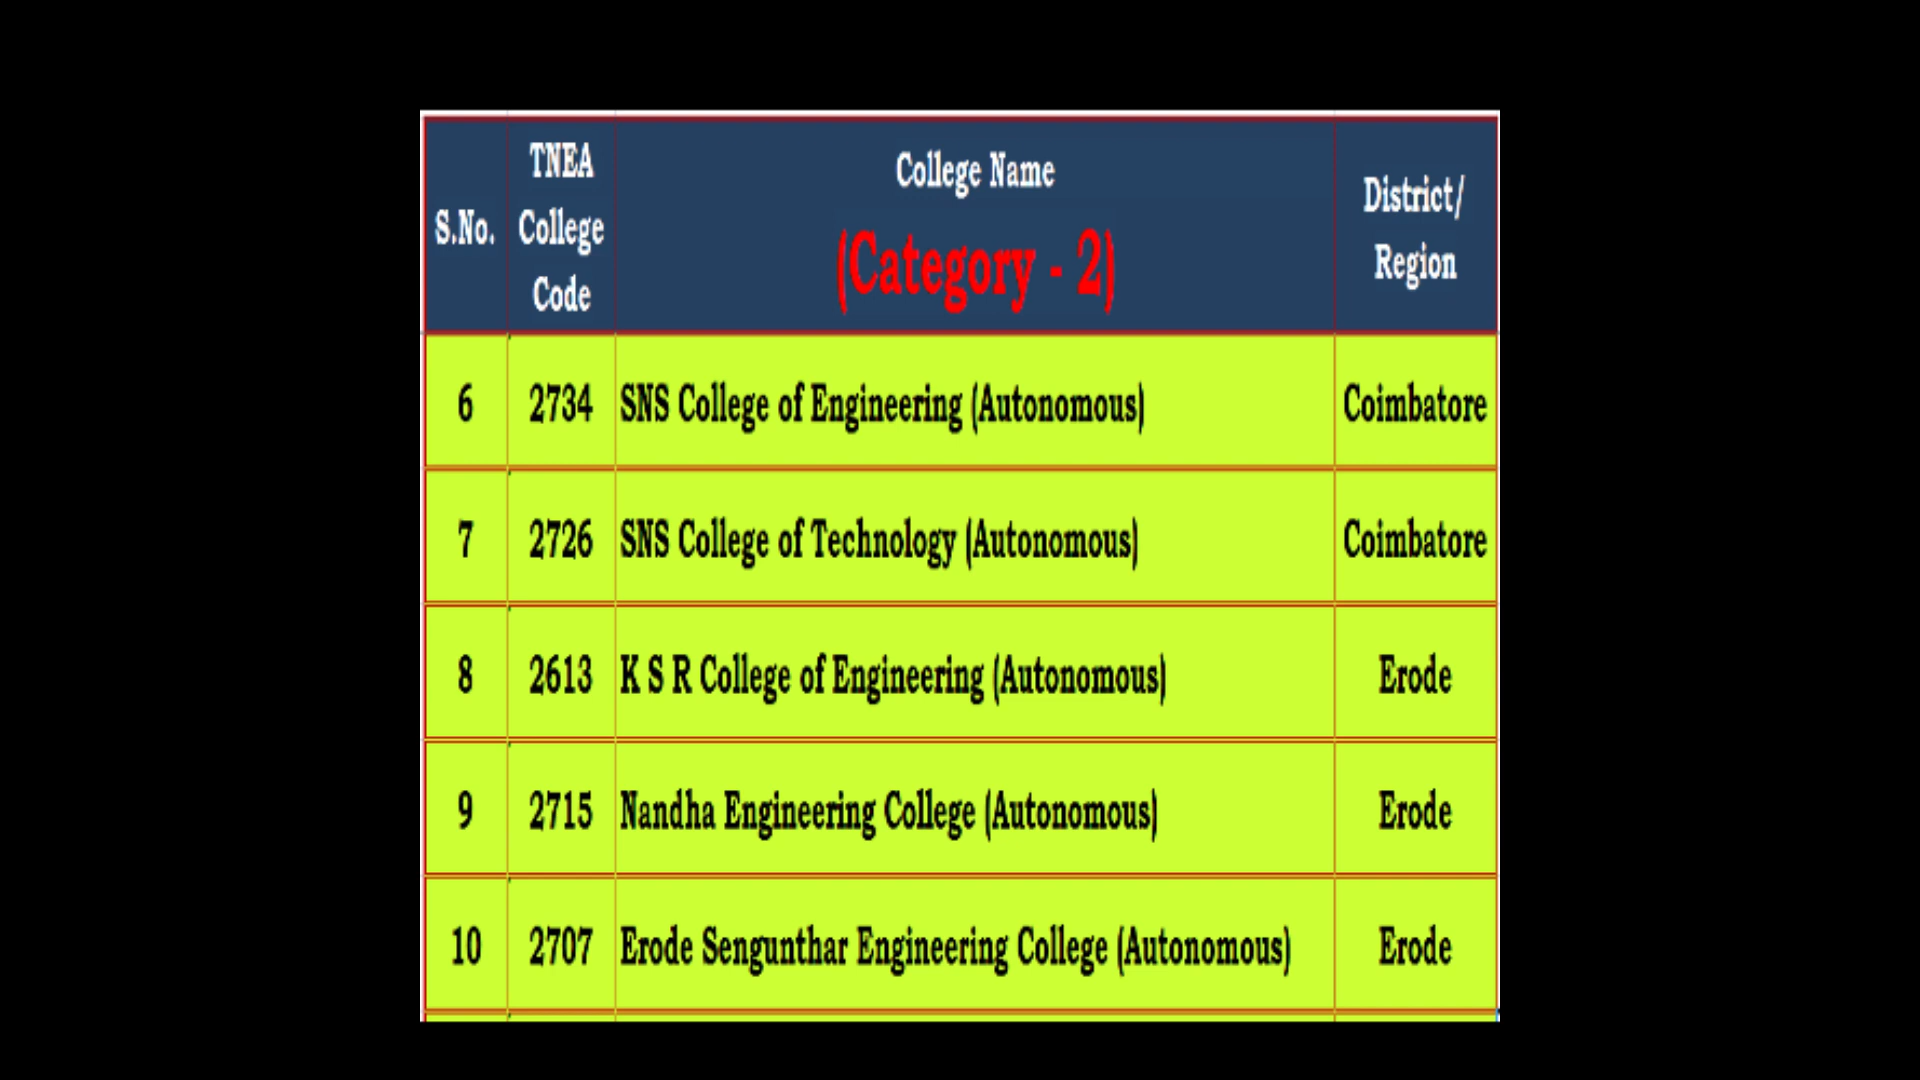 S.No.
TNEA
College
Code
College Name
(Category - 2)
District/
Region
6 2734 SNS College of Engineering (Autonomous) Coimbatore
7 2726 SNS College of Technology (Autonomous) Coimbatore
8 2613 K S R College of Engineering (Autonomous) Erode
9 2715 Nandha Engineering College (Autonomous) Erode
10 2707 Erode Sengunthar Engineering College (Autonomous) Erode